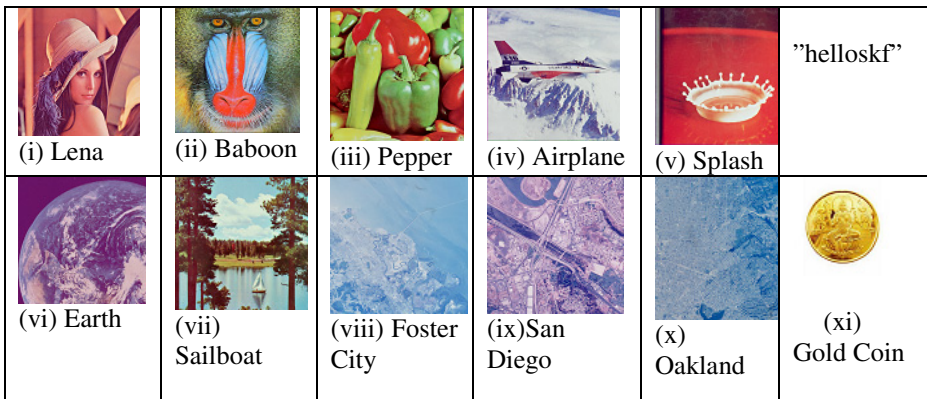 (i) Lena
(ii) Baboon
(iii) Pepper
(iv) Airplane
(v) Splash
”helloskf”
(vi) Earth
(vii)
Sailboat
(viii) Foster
City
(ix)San
Diego
(x)
Oakland
(xi)
Gold Coin